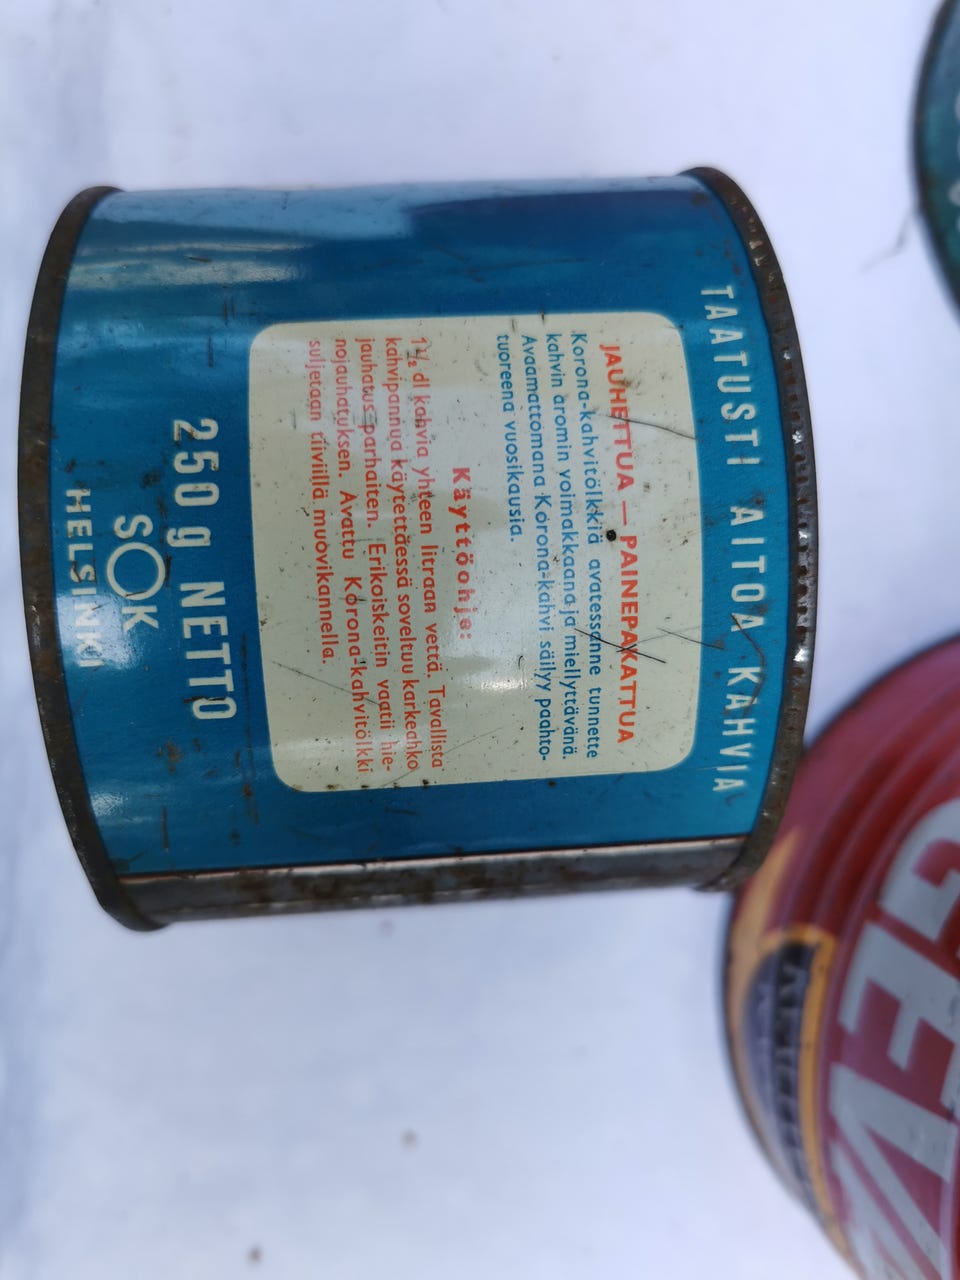 TAATUSTI AITOA KAHVIA
JAUHETTUA — PAINEPAKATTUA
Korona-kahvitölkkiä avatessanne tunnette
kahvin aromin voimakkaana ja miellyttävänä.
Avaamattomana Korona-kahvi säilyy paahto-
tuoreena vuosikausia.
Käyttöohje:
1½ dl kahvia yhteen litraan vettä. Tavallista
kahvipannua käytettäessä soveltuu karkeahko
jauhatus parhaiten. Erikoiskeitin vaatii hie-
nojauhatuksen. Avattu Korona-kahvitölkki
suljetaan tiiviillä muovikannella.
250 g NETTO
SOK
HELSINKI